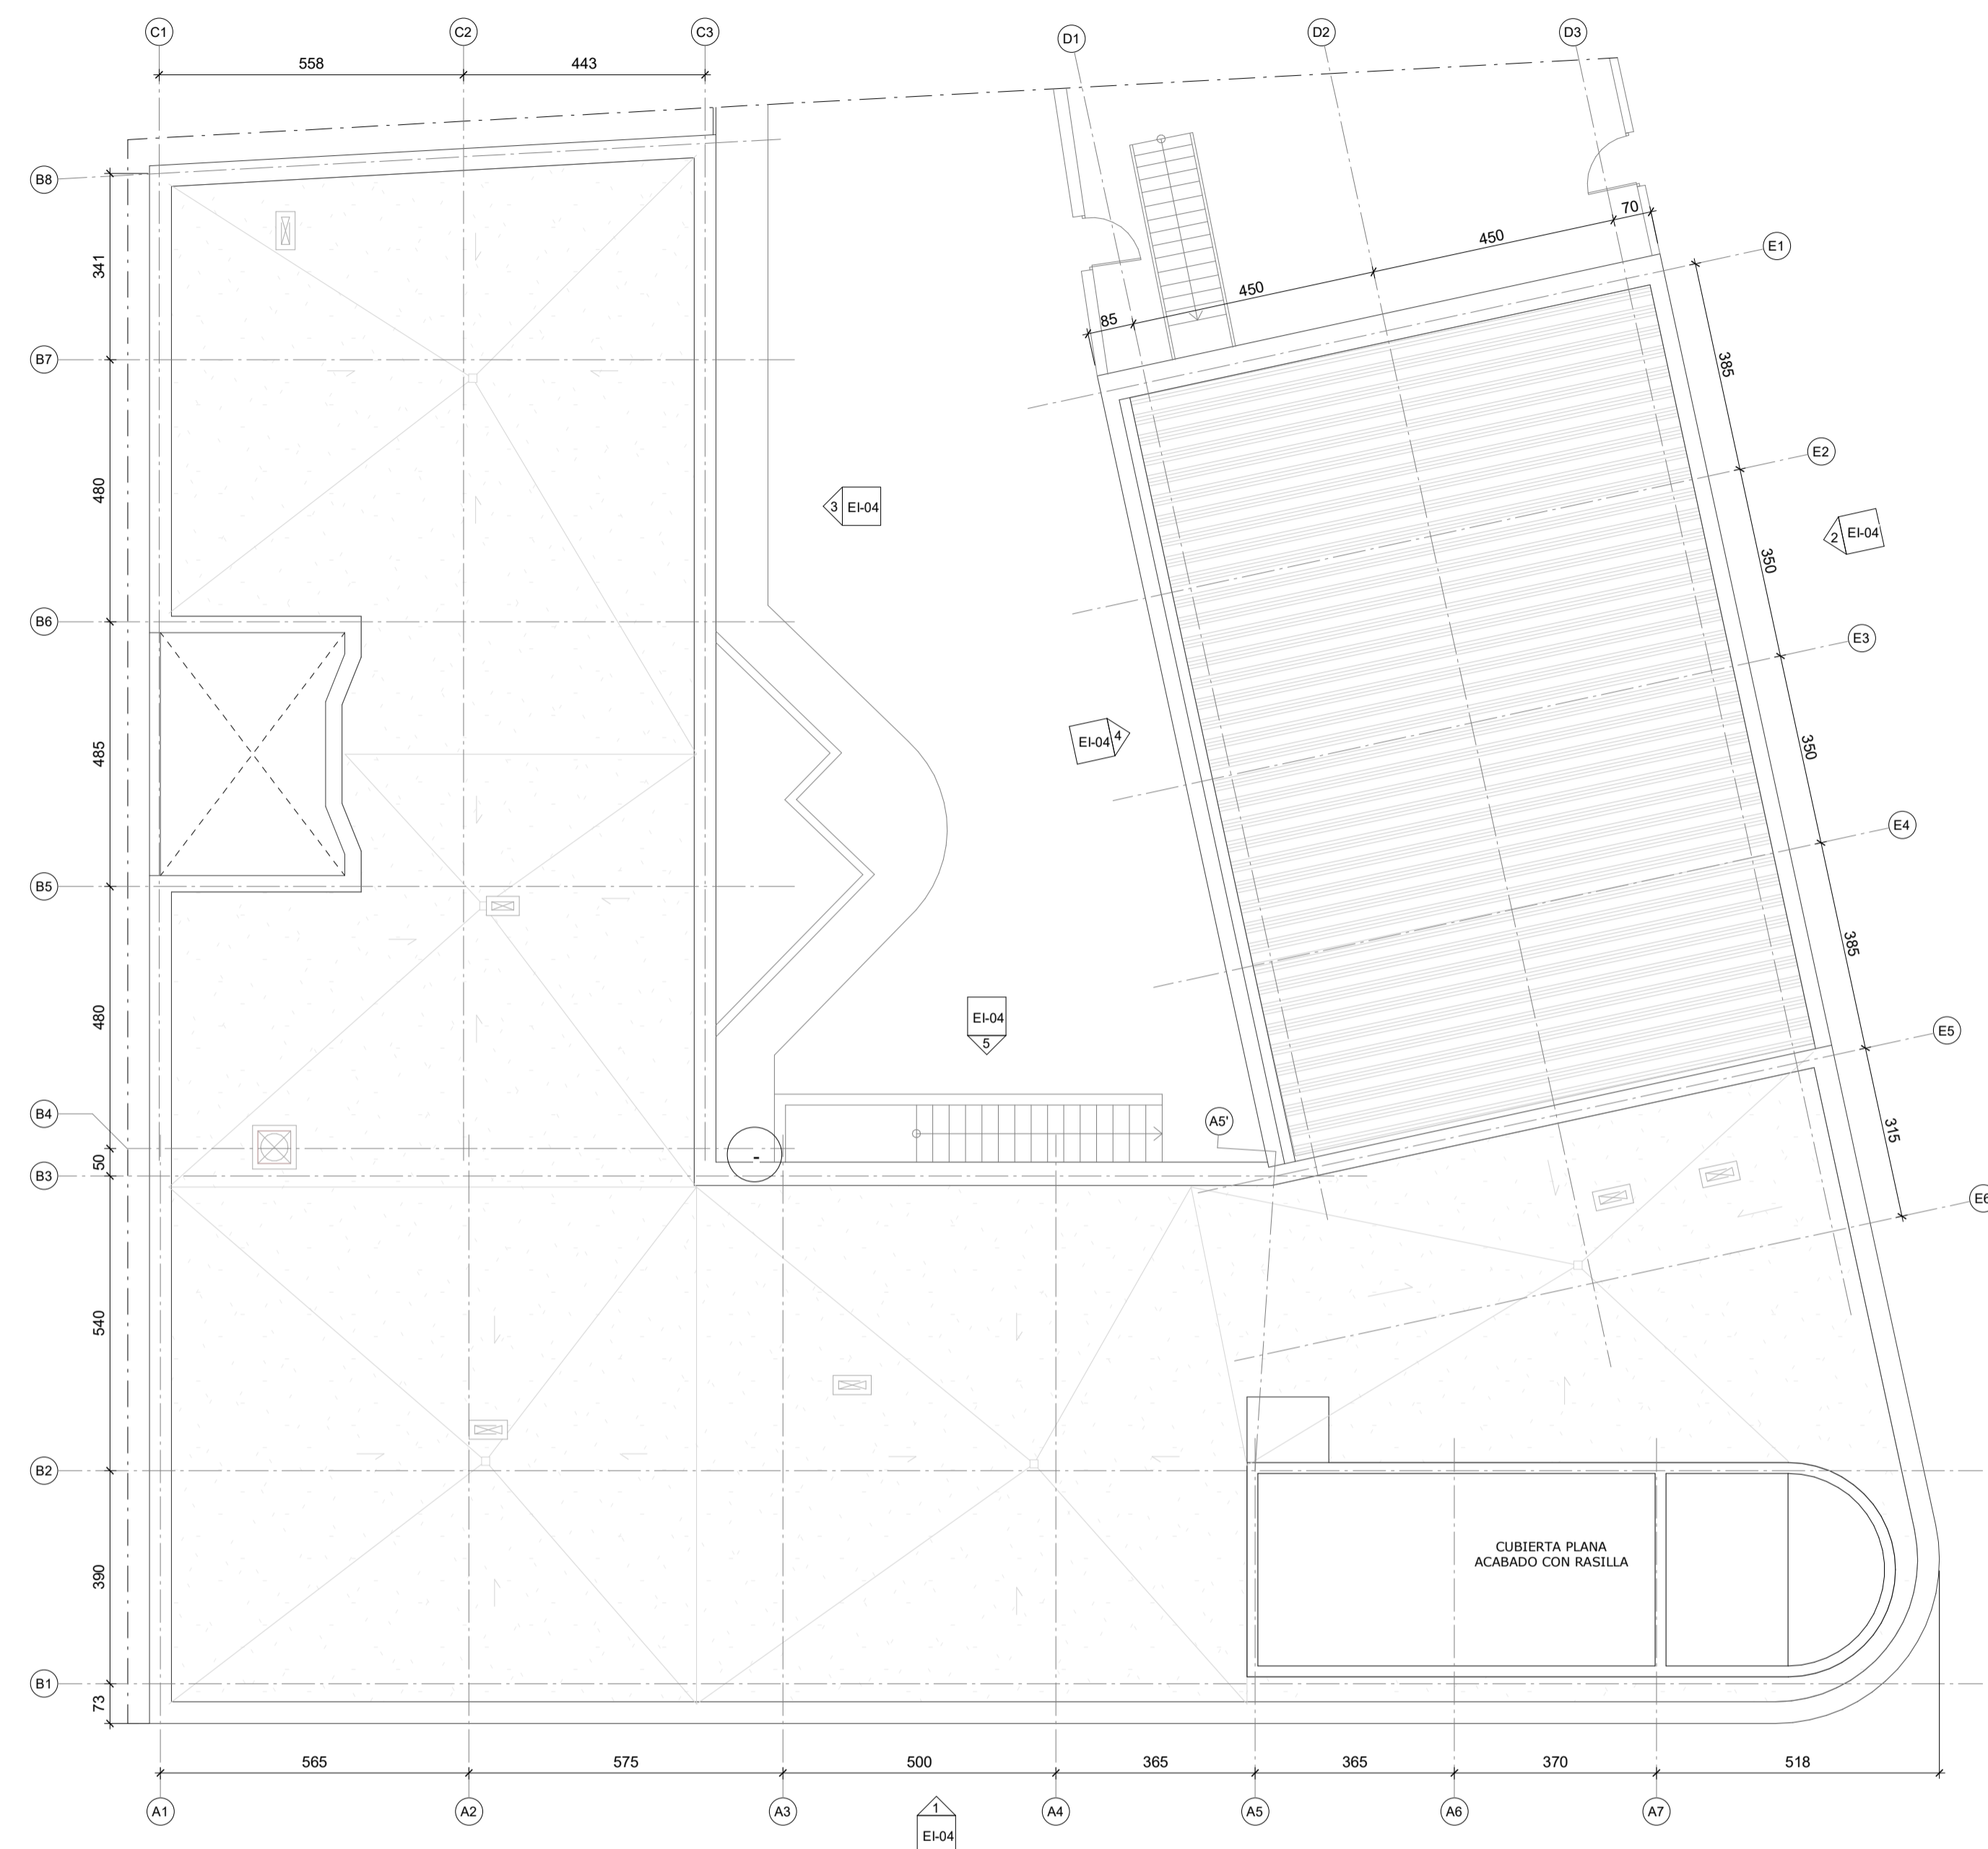 C1
C2
C3
D1
D2
D3
558
443
B8
341
B7
480
B6
485
B5
480
B4
50
B3
540
B2
390
B1
73
70
450
450
85
E1
385
E2
350
E3
350
E4
385
E5
315
E6
3
EI-04
2
EI-04
EI-04
4
EI-04
5
A5'
-
CUBIERTA PLANA
ACABADO CON RASILLA
565
575
500
365
365
370
518
A1
A2
A3
A4
A5
A6
A7
1
EI-04